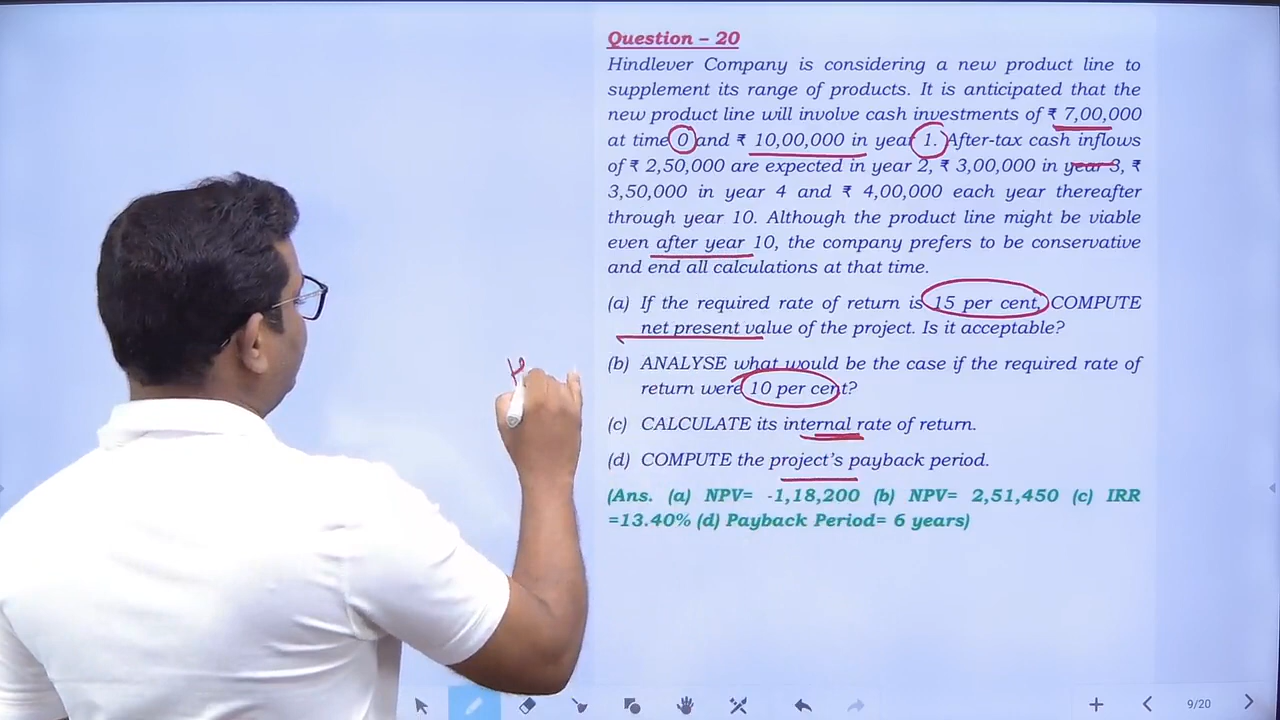 Question – 20
Hindlever Company is considering a new product line to
supplement its range of products. It is anticipated that the
new product line will involve cash investments of ₹ 7,00,000
at time 0 and ₹ 10,00,000 in year 1. After-tax cash inflows
of ₹ 2,50,000 are expected in year 2, ₹ 3,00,000 in year 3, ₹
3,50,000 in year 4 and ₹ 4,00,000 each year thereafter
through year 10. Although the product line might be viable
even after year 10, the company prefers to be conservative
and end all calculations at that time.
(a) If the required rate of return is 15 per cent, COMPUTE
net present value of the project. Is it acceptable?
(b) ANALYSE what would be the case if the required rate of
return were 10 per cent?
(c) CALCULATE its internal rate of return.
(d) COMPUTE the project's payback period.
(Ans. (a) NPV= -1,18,200 (b) NPV= 2,51,450 (c) IRR
=13.40% (d) Payback Period= 6 years)
9/20